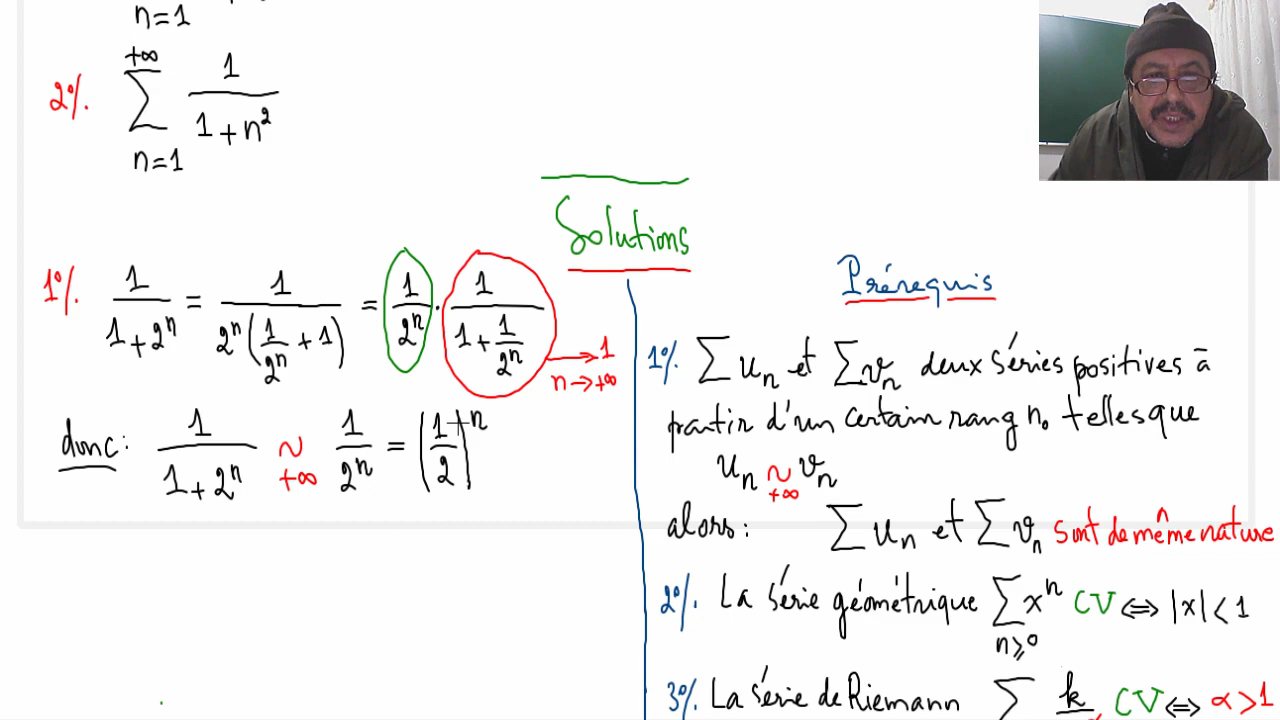 n=1
2°/. +∞ ∑ n=1 1/(1+n²)
Solutions
1°/. 1/(1+2ⁿ) = 1/(2ⁿ(1/2ⁿ + 1)) = 1/2ⁿ · 1/(1+1/2ⁿ) → 1
n→+∞
donc: 1/(1+2ⁿ) ~ +∞ 1/2ⁿ = (1/2)ⁿ
Prérequis
1°/. ∑ uₙ et ∑ vₙ deux séries positives à
partir d'un certain rang n₀ telles que
uₙ ~ +∞ vₙ
alors: ∑ uₙ et ∑ vₙ sont de même nature
2°/. La série géométrique ∑ n⩾0 xⁿ CV ⇔ |x| < 1
3°/. La série de Riemann ∑ k CV ⇔ α > 1